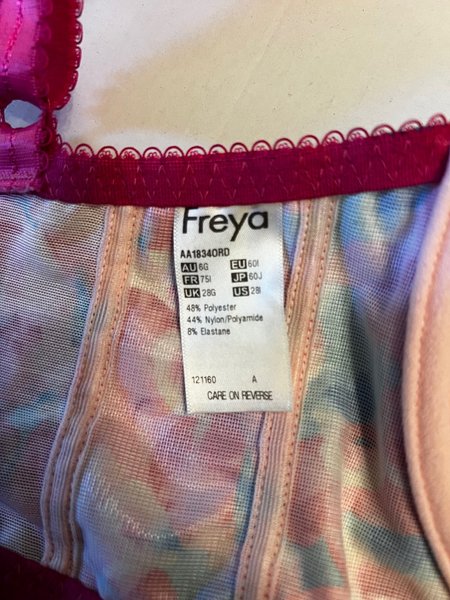 Freya
AA1834ORD
AU 6G EU 60I
FR 75I JP 60J
UK 28G US 28I
48% Polyester
44% Nylon/Polyamide
8% Elastane
121160 A
CARE ON REVERSE